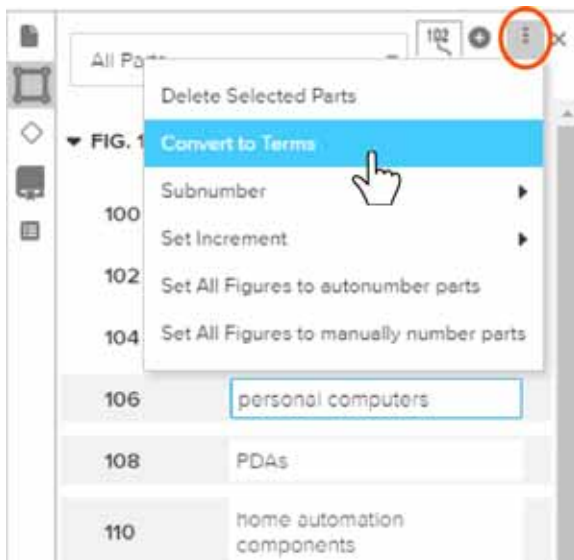 All Parts
102
Delete Selected Parts
FIG. 1
Convert to Terms
Subnumber
100
Set Increment
102
Set All Figures to autonumber parts
104
Set All Figures to manually number parts
106 personal computers
108 PDAs
110 home automation
components